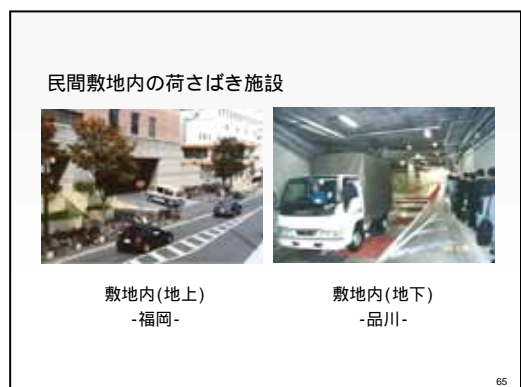 民間敷地内の荷さばき施設
敷地内(地上)
-福岡-
敷地内(地下)
-品川-
65